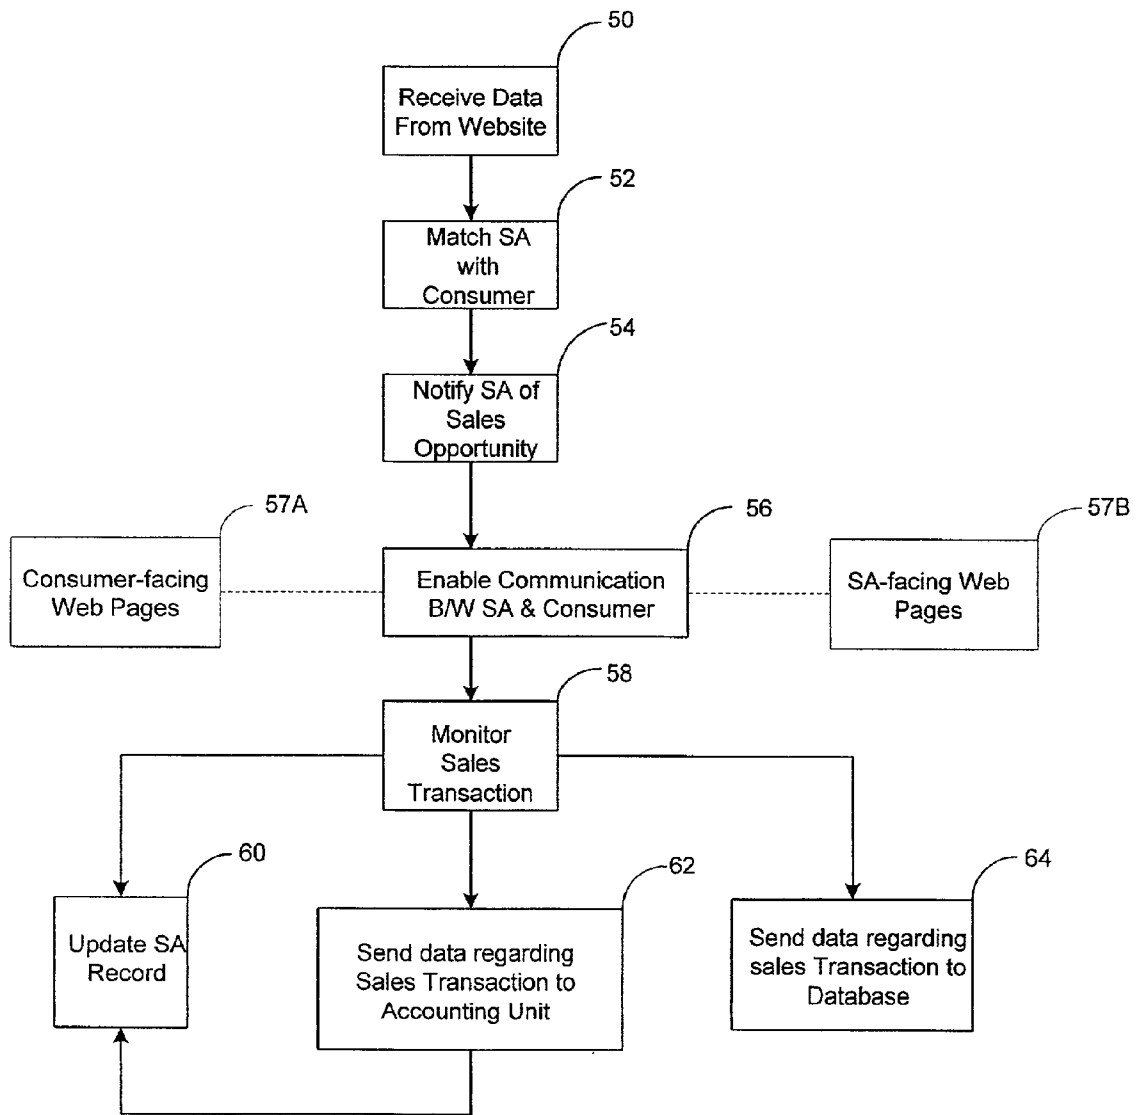 50
Receive Data
From Website
52
Match SA
with
Consumer
54
Notify SA of
Sales
Opportunity
57A
56
57B
Consumer-facing
Web Pages
Enable Communication
B/W SA & Consumer
SA-facing Web
Pages
58
Monitor
Sales
Transaction
60
62
64
Update SA
Record
Send data regarding
Sales Transaction to
Accounting Unit
Send data regarding
sales Transaction to
Database